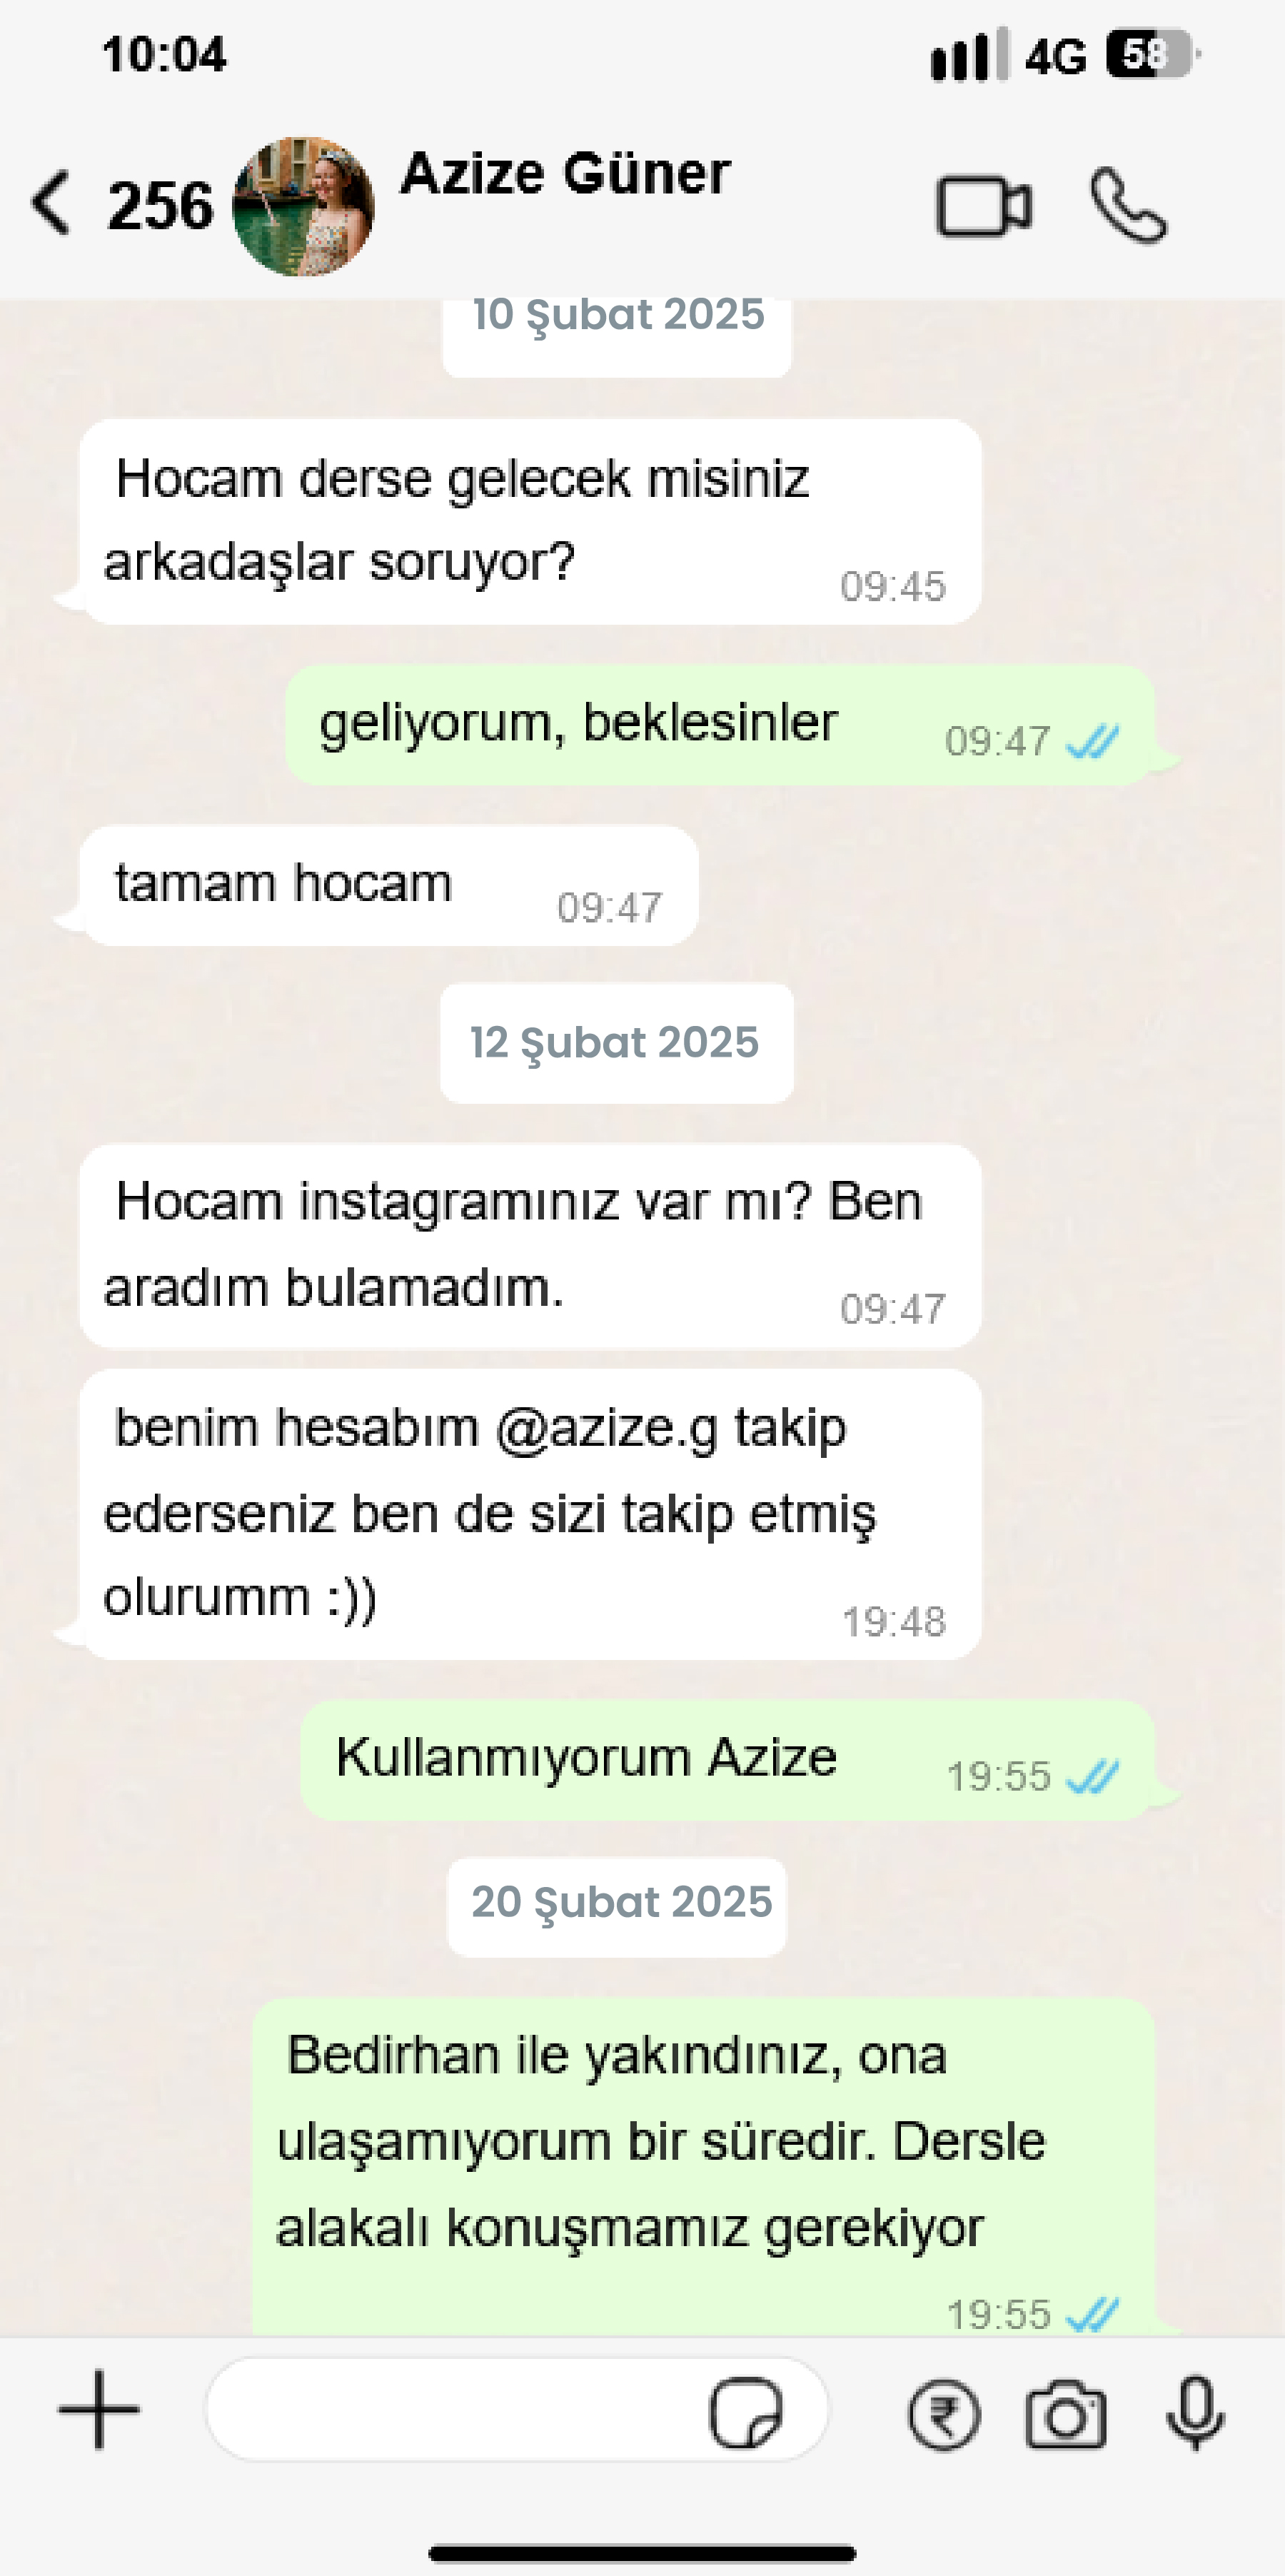 10:04
4G 58
256 Azize Güner
10 Şubat 2025
Hocam derse gelecek misiniz
arkadaşlar soruyor?
09:45
geliyorum, beklesinler 09:47
tamam hocam 09:47
12 Şubat 2025
Hocam instagramınız var mı? Ben
aradım bulamadım.
09:47
benim hesabım @azize.g takip
ederseniz ben de sizi takip etmiş
olurumm :))
19:48
Kullanmıyorum Azize 19:55
20 Şubat 2025
Bedirhan ile yakındınız, ona
ulaşamıyorum bir süredir. Dersle
alakalı konuşmamız gerekiyor
19:55
₹